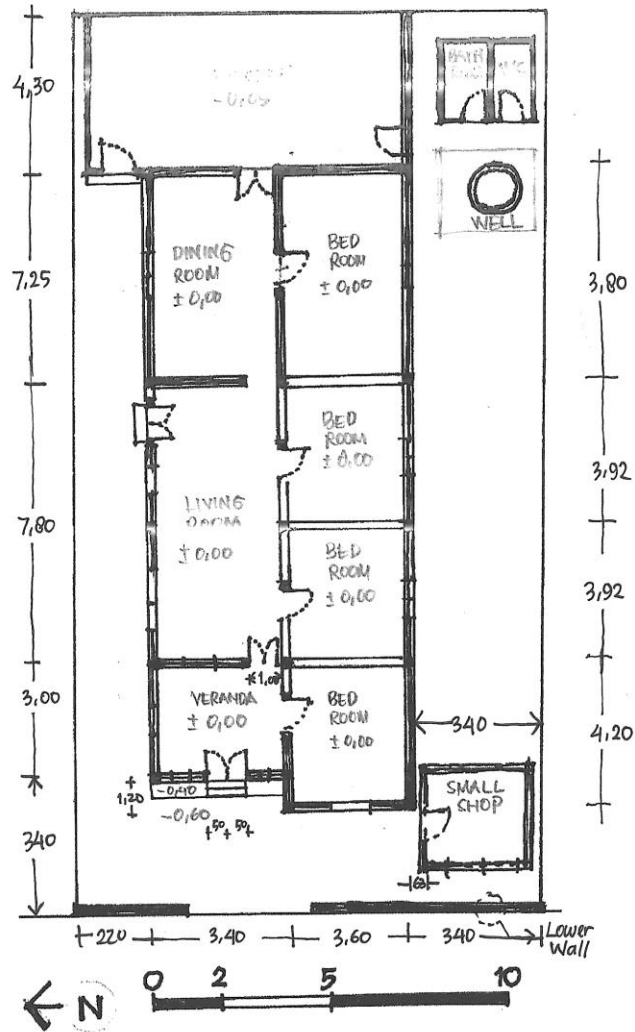 4,30
-0,05
BATH
WC
WELL
7,25
DINING
ROOM
± 0,00
BED
ROOM
± 0,00
3,80
7,80
LIVING
ROOM
± 0,00
BED
ROOM
± 0,00
3,92
BED
ROOM
± 0,00
3,92
3,00
1,00
VERANDA
± 0,00
BED
ROOM
± 0,00
340
4,20
SMALL
SHOP
1,20
-0,40
-0,60
50 50
340
60
220
3,40
3,60
340
Lower
Wall
N
0 2 5 10